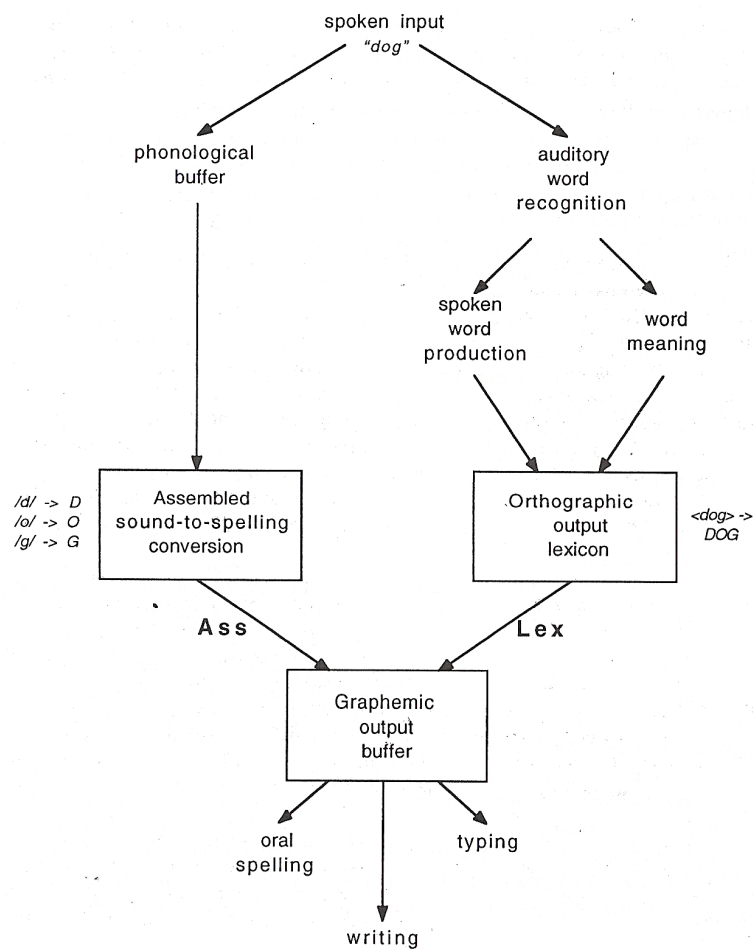 spoken input
“dog”
phonological
buffer
auditory
word
recognition
spoken
word
production
word
meaning
/d/ -> D
/o/ -> O
/g/ -> G
Assembled
sound-to-spelling
conversion
Orthographic
output
lexicon
<dog> ->
DOG
Ass
Lex
Graphemic
output
buffer
oral
spelling
typing
writing